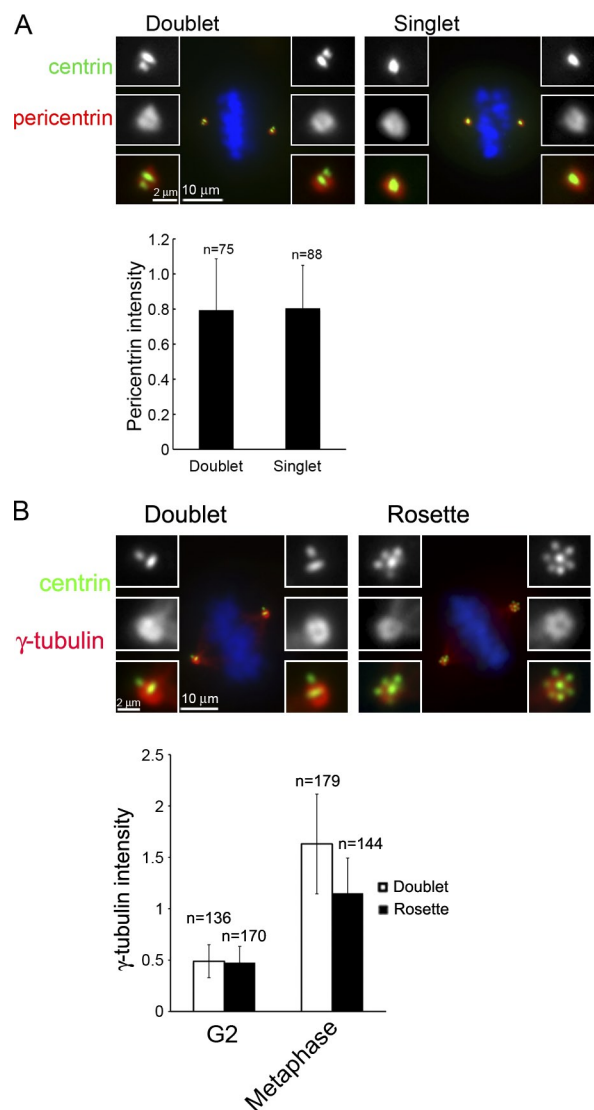 A
Doublet
Singlet
centrin
pericentrin
2 μm
10 μm
1.2
1
0.8
0.6
0.4
0.2
0
Pericentrin intensity
n=75
n=88
Doublet
Singlet
B
Doublet
Rosette
centrin
γ-tubulin
2 μm
10 μm
2.5
2
1.5
1
0.5
0
γ-tubulin intensity
n=136
n=170
n=179
n=144
Doublet
Rosette
G2
Metaphase